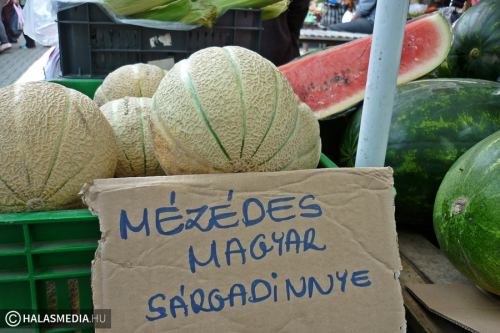 MÉZÉDES
MAGYAR
SÁRGADINNYE
© HALASMEDIA.HU